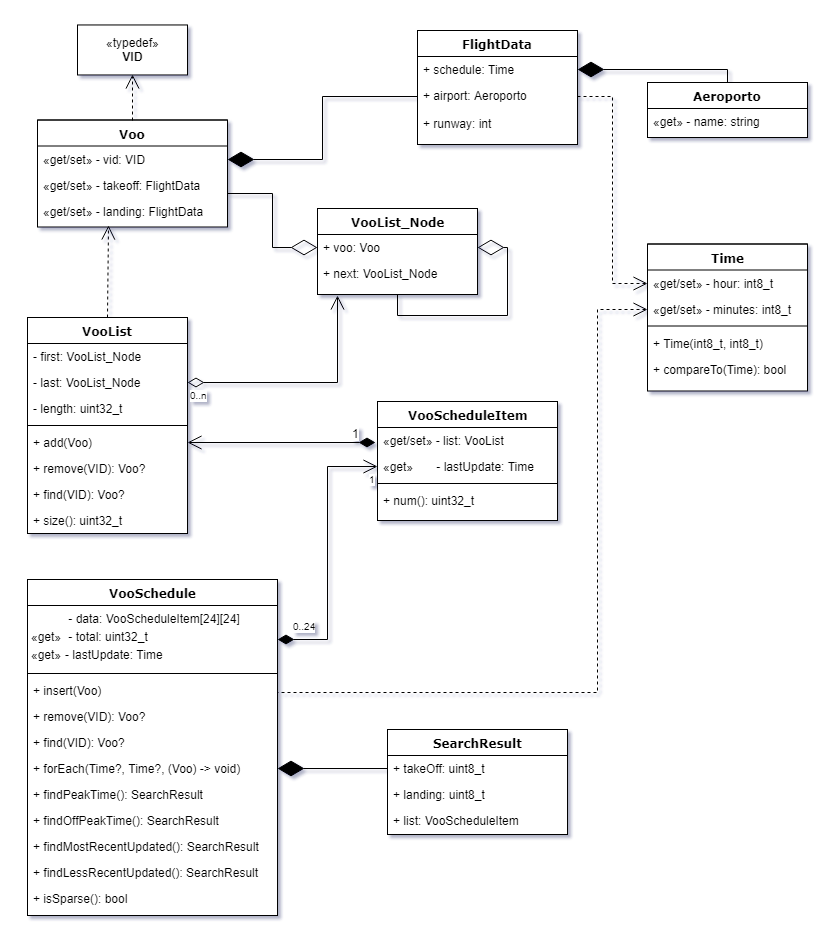 «typedef»
VID
FlightData
+ schedule: Time
+ airport: Aeroporto
+ runway: int
Aeroporto
«get» - name: string
Voo
«get/set» - vid: VID
«get/set» - takeoff: FlightData
«get/set» - landing: FlightData
VooList_Node
+ voo: Voo
+ next: VooList_Node
Time
«get/set» - hour: int8_t
«get/set» - minutes: int8_t
+ Time(int8_t, int8_t)
+ compareTo(Time): bool
VooList
- first: VooList_Node
- last: VooList_Node
- length: uint32_t
+ add(Voo)
+ remove(VID): Voo?
+ find(VID): Voo?
+ size(): uint32_t
0..n
VooScheduleItem
«get/set» - list: VooList
«get» - lastUpdate: Time
+ num(): uint32_t
1
1
VooSchedule
- data: VooScheduleItem[24][24]
«get» - total: uint32_t
«get» - lastUpdate: Time
+ insert(Voo)
+ remove(VID): Voo?
+ find(VID): Voo?
+ forEach(Time?, Time?, (Voo) -> void)
+ findPeakTime(): SearchResult
+ findOffPeakTime(): SearchResult
+ findMostRecentUpdated(): SearchResult
+ findLessRecentUpdated(): SearchResult
+ isSparse(): bool
0..24
SearchResult
+ takeOff: uint8_t
+ landing: uint8_t
+ list: VooScheduleItem